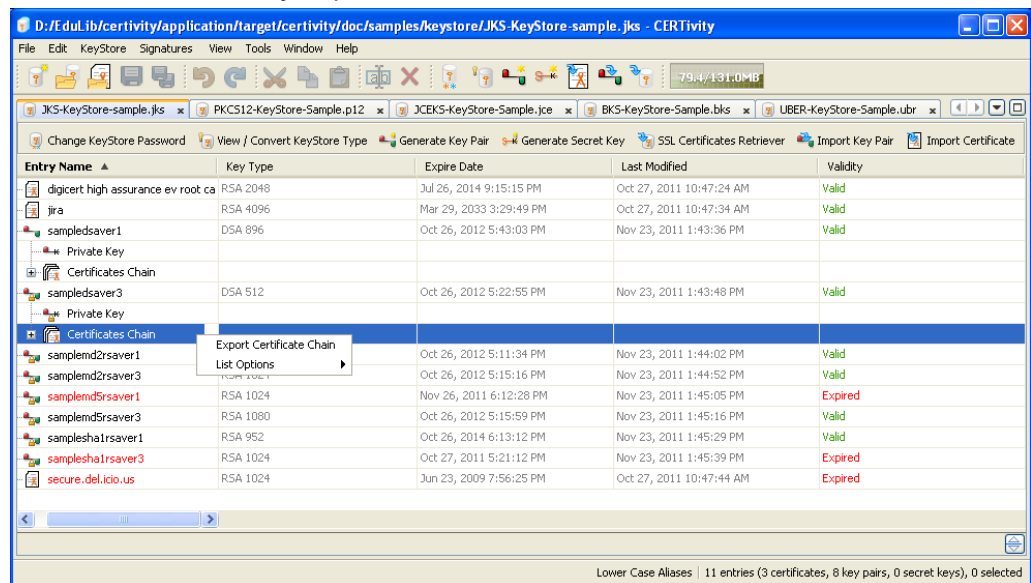 D:/EduLib/certivity/application/target/certivity/doc/samples/keystore/JKS-KeyStore-sample.jks - CERTivity
File Edit KeyStore Signatures View Tools Window Help
79.4/131.0MB
JKS-KeyStore-sample.jks x PKCS12-KeyStore-Sample.p12 x JCEKS-KeyStore-Sample.jce x BKS-KeyStore-Sample.bks x UBER-KeyStore-Sample.ubr x
Change KeyStore Password View / Convert KeyStore Type Generate Key Pair Generate Secret Key SSL Certificates Retriever Import Key Pair Import Certificate
Entry Name Key Type Expire Date Last Modified Validity
digicert high assurance ev root ca RSA 2048 Jul 26, 2014 9:15:15 PM Oct 27, 2011 10:47:24 AM Valid
jira RSA 4096 Mar 29, 2033 3:29:49 PM Oct 27, 2011 10:47:34 AM Valid
sampledsaver1 DSA 896 Oct 26, 2012 5:43:03 PM Nov 23, 2011 1:43:36 PM Valid
Private Key
Certificates Chain
sampledsaver3 DSA 512 Oct 26, 2012 5:22:55 PM Nov 23, 2011 1:43:48 PM Valid
Private Key
Certificates Chain
Export Certificate Chain
List Options
samplemd2rsaver1 Oct 26, 2012 5:11:34 PM Nov 23, 2011 1:44:02 PM Valid
samplemd2rsaver3 Oct 26, 2012 5:15:16 PM Nov 23, 2011 1:44:52 PM Valid
samplemd5rsaver1 RSA 1024 Nov 26, 2011 6:12:28 PM Nov 23, 2011 1:45:05 PM Expired
samplemd5rsaver3 RSA 1080 Oct 26, 2012 5:15:59 PM Nov 23, 2011 1:45:16 PM Valid
samplesha1rsaver1 RSA 952 Oct 26, 2014 6:13:12 PM Nov 23, 2011 1:45:29 PM Valid
samplesha1rsaver3 RSA 1024 Oct 27, 2011 5:21:12 PM Nov 23, 2011 1:45:39 PM Expired
secure.del.icio.us RSA 1024 Jun 23, 2009 7:56:25 PM Oct 27, 2011 10:47:44 AM Expired
Lower Case Aliases 11 entries (3 certificates, 8 key pairs, 0 secret keys), 0 selected